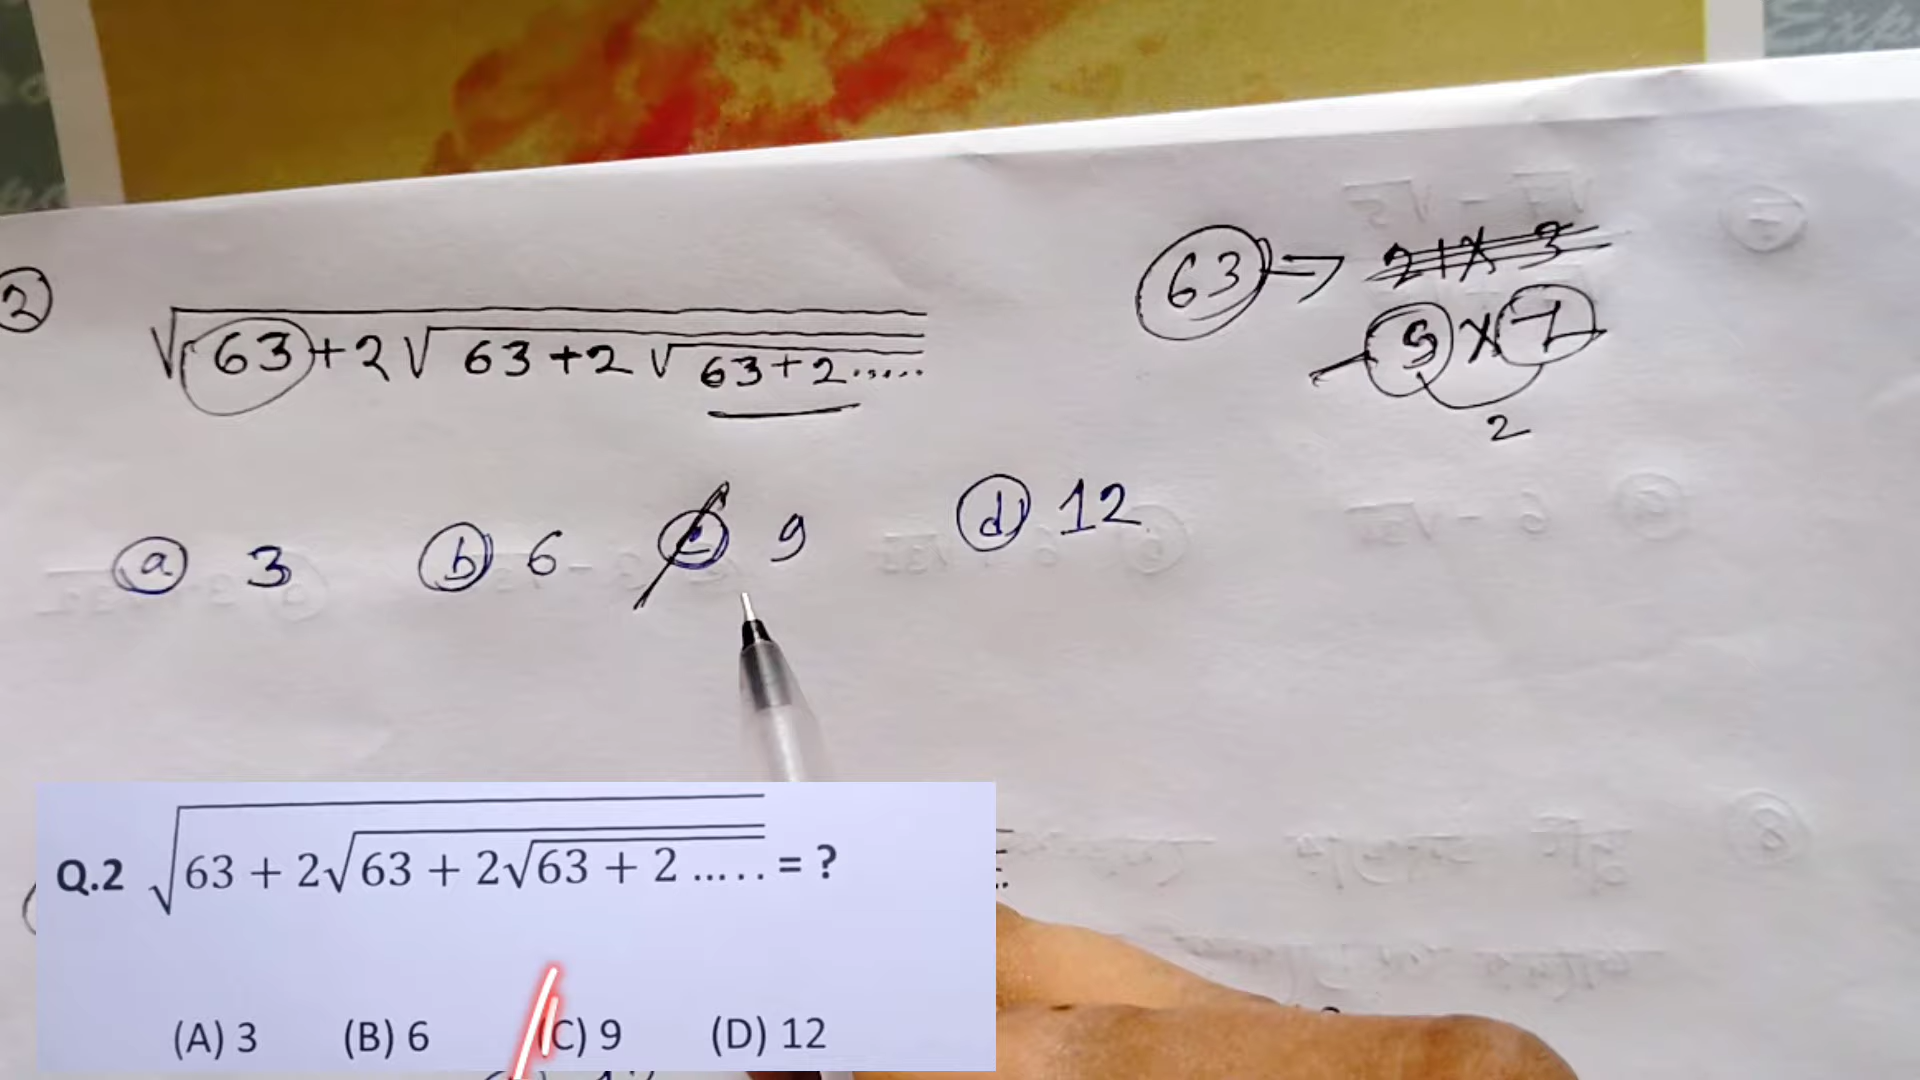 63 ⇒ 21 x 3
9 x 7
2
② √63+2√63+2√63+2.....
ⓐ 3 ⓑ 6 ⓒ 9 ⓓ 12
Q.2 √63 + 2√63 + 2√63 + 2 ..... = ?
(A) 3 (B) 6 (C) 9 (D) 12